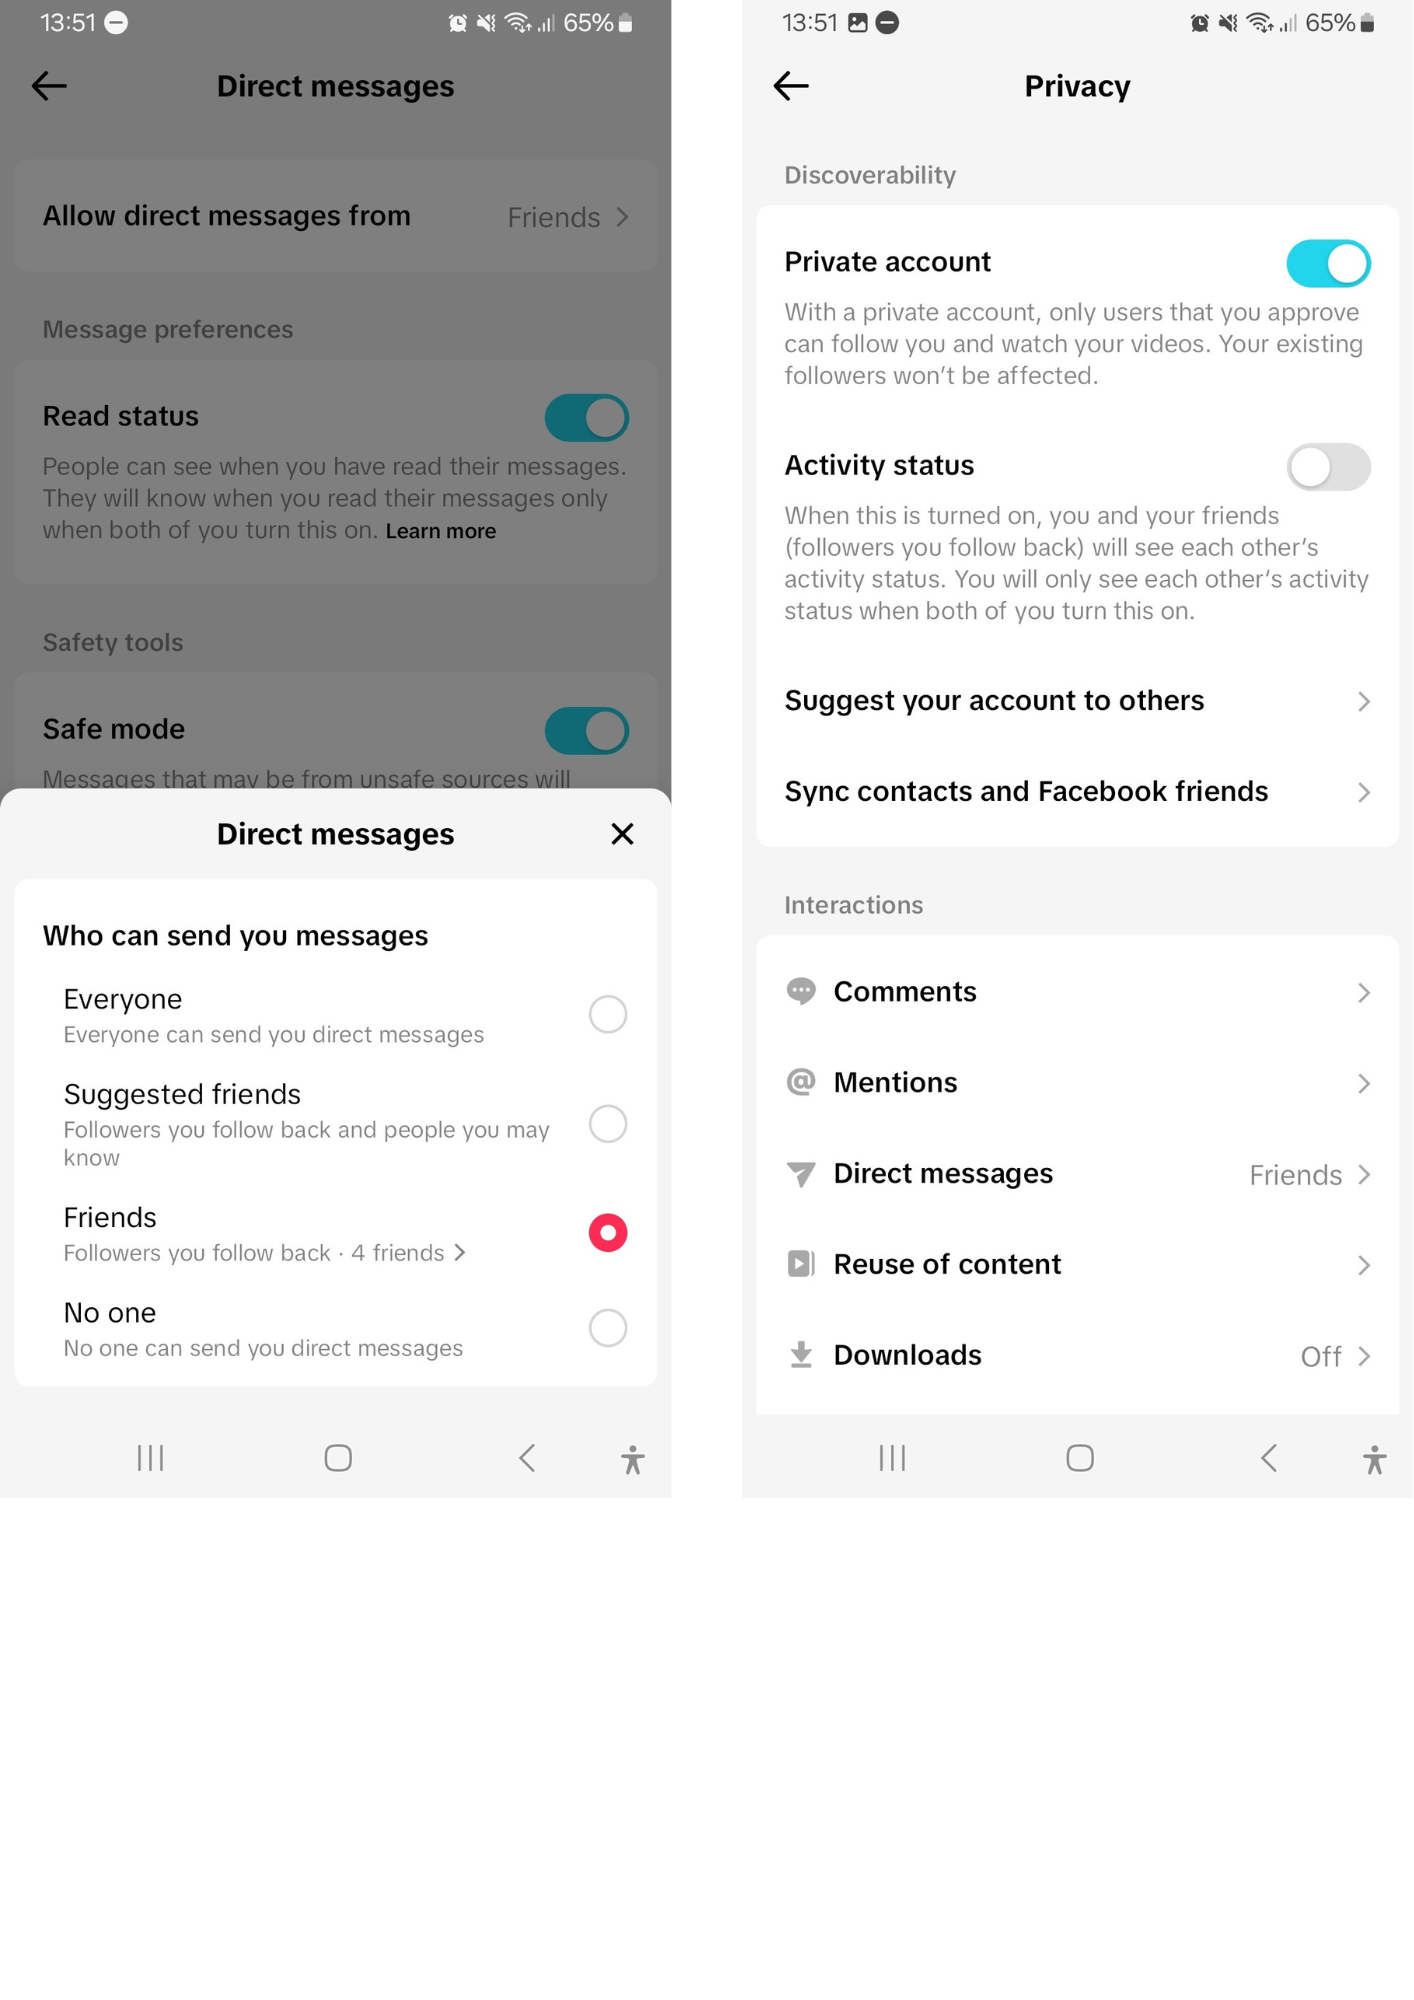 13:51
65%
Direct messages
Allow direct messages from Friends
Message preferences
Read status
People can see when you have read their messages.
They will know when you read their messages only
when both of you turn this on. Learn more
Safety tools
Safe mode
Messages that may be from unsafe sources will
Direct messages
Who can send you messages
Everyone
Everyone can send you direct messages
Suggested friends
Followers you follow back and people you may
know
Friends
Followers you follow back · 4 friends
No one
No one can send you direct messages
13:51
65%
Privacy
Discoverability
Private account
With a private account, only users that you approve
can follow you and watch your videos. Your existing
followers won’t be affected.
Activity status
When this is turned on, you and your friends
(followers you follow back) will see each other’s
activity status. You will only see each other’s activity
status when both of you turn this on.
Suggest your account to others
Sync contacts and Facebook friends
Interactions
Comments
Mentions
Direct messages Friends
Reuse of content
Downloads Off